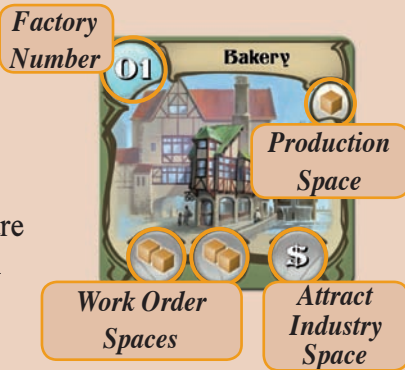 Factory
Number
01
Bakery
$
Production
Space
re
Work Order
Spaces
Attract
Industry
Space